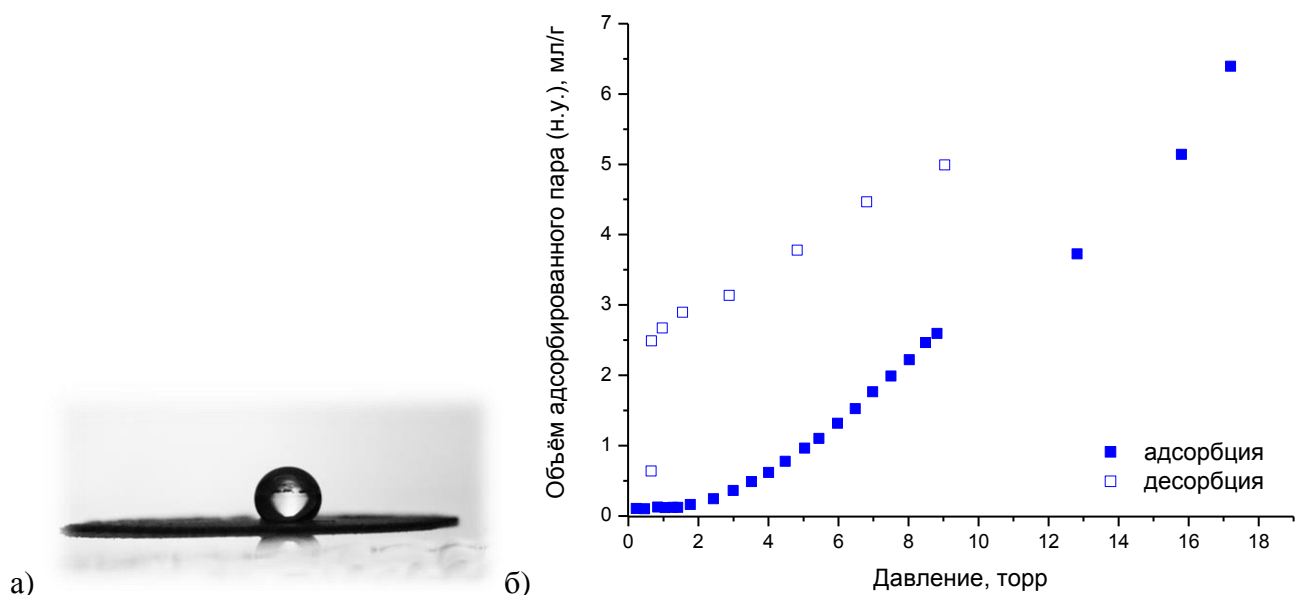 7
6
5
4
3
2
1
0
Объём адсорбированного пара (н.у.), мл/г
адсорбция
десорбция
0 2 4 6 8 10 12 14 16 18
Давление, торр
а) б)